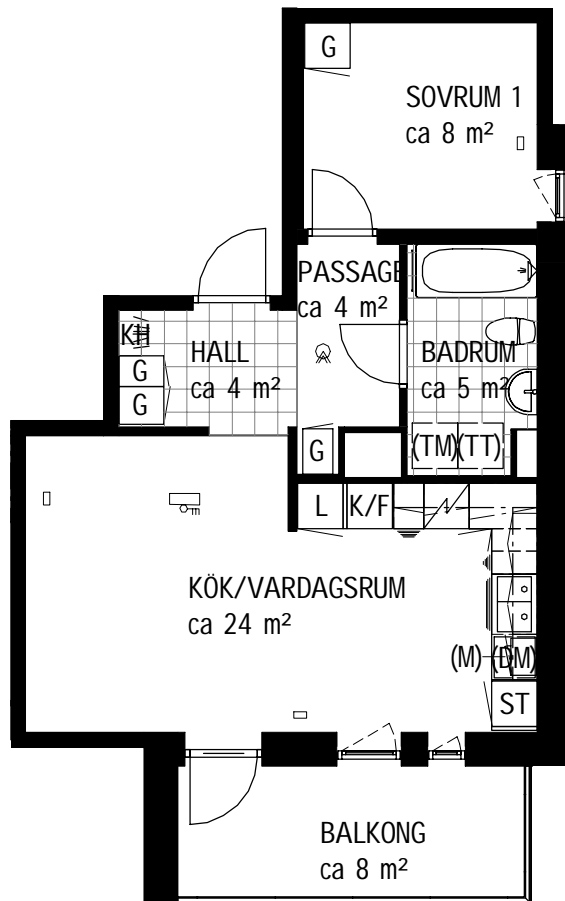 G
SOVRUM 1
ca 8 m²
PASSAGE
ca 4 m²
KH
HALL
ca 4 m²
G
G
BADRUM
ca 5 m²
G
(TM)(TT)
L
K/F
KÖK/VARDAGSRUM
ca 24 m²
(M)
(DM)
ST
BALKONG
ca 8 m²